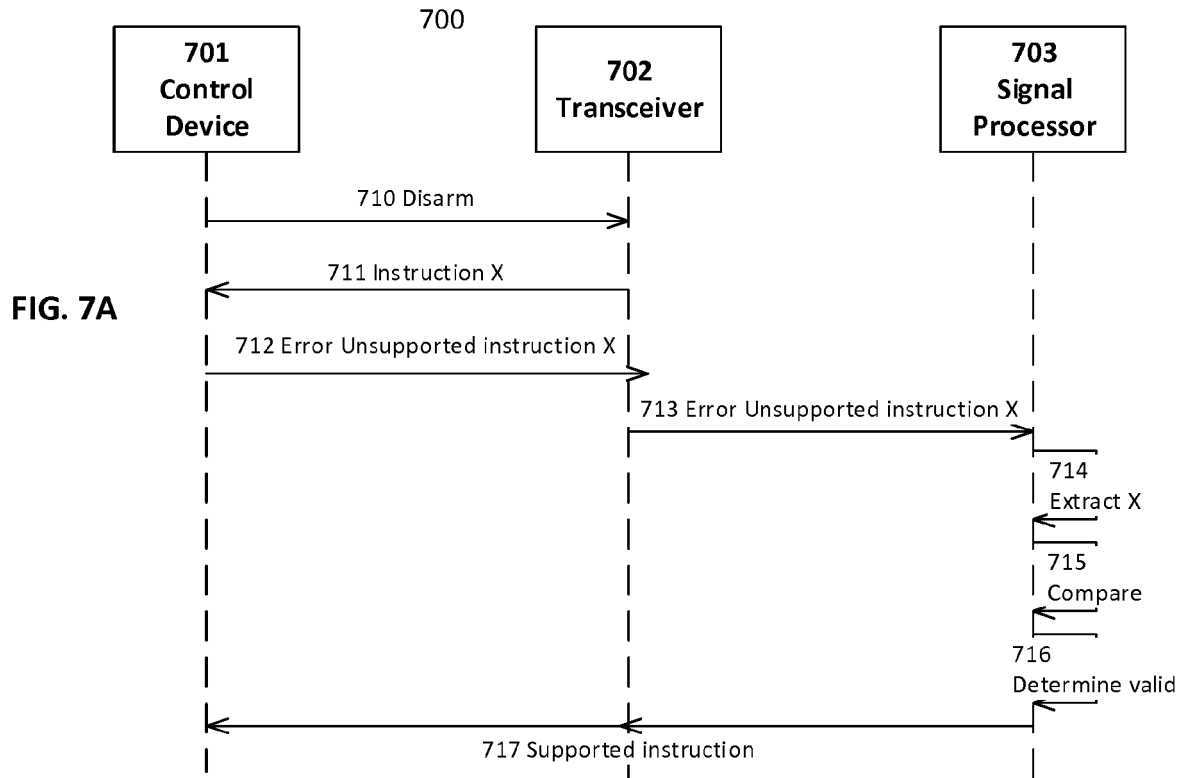 700
701
Control
Device
702
Transceiver
703
Signal
Processor
710 Disarm
711 Instruction X
FIG. 7A
712 Error Unsupported instruction X
713 Error Unsupported instruction X
714
Extract X
715
Compare
716
Determine valid
717 Supported instruction